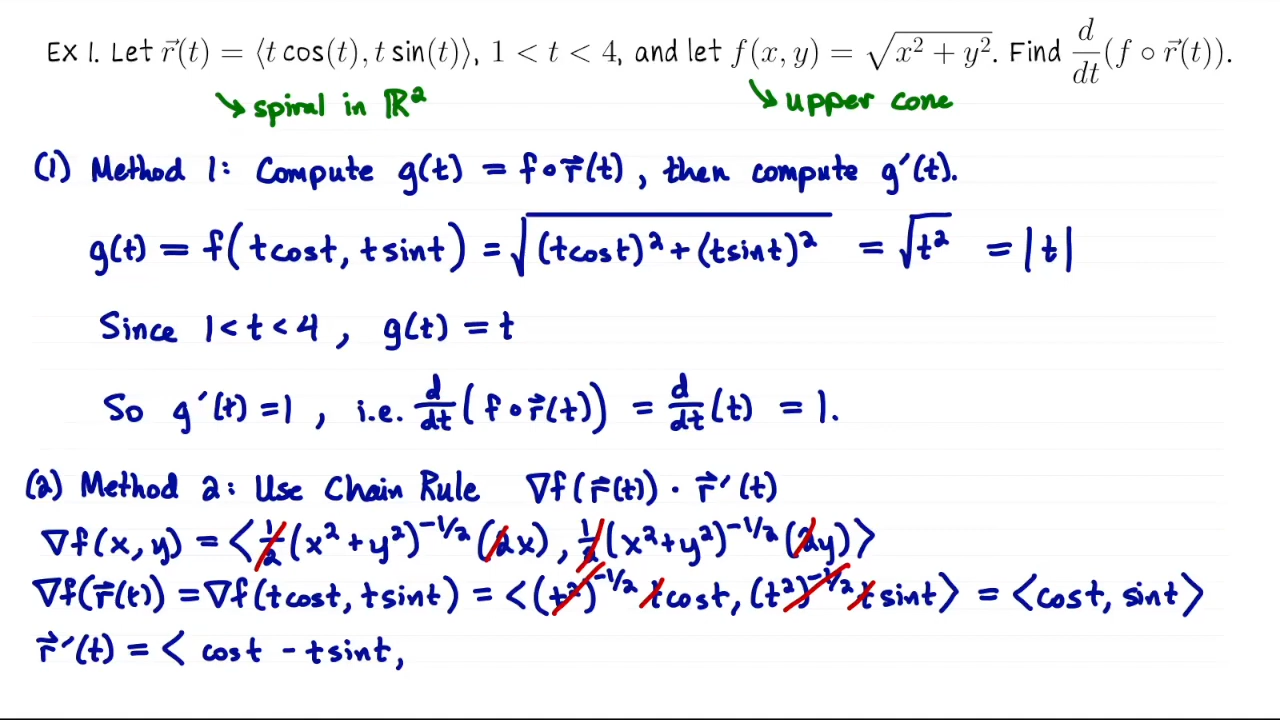 Ex 1. Let r⃗(t) = ⟨t cos(t), t sin(t)⟩, 1 < t < 4, and let f(x, y) = √(x² + y²). Find d/dt (f ∘ r⃗(t)).
↘ spiral in ℝ² ↘ upper cone
(1) Method 1: Compute g(t) = f∘r⃗(t), then compute g′(t).
g(t) = f(tcost, tsint) = √((tcost)² + (tsint)²) = √(t²) = |t|
Since 1 < t < 4, g(t) = t
So g′(t) = 1, i.e. d/dt (f∘r⃗(t)) = d/dt (t) = 1.
(2) Method 2: Use Chain Rule ∇f(r⃗(t)) · r⃗′(t)
∇f(x, y) = ⟨1/2 (x² + y²)^(-1/2) (2x), 1/2 (x² + y²)^(-1/2) (2y)⟩
∇f(r⃗(t)) = ∇f(tcost, tsint) = ⟨(t²)^(-1/2) tcost, (t²)^(-1/2) tsint⟩ = ⟨cost, sint⟩
r⃗′(t) = ⟨ cost - tsint,